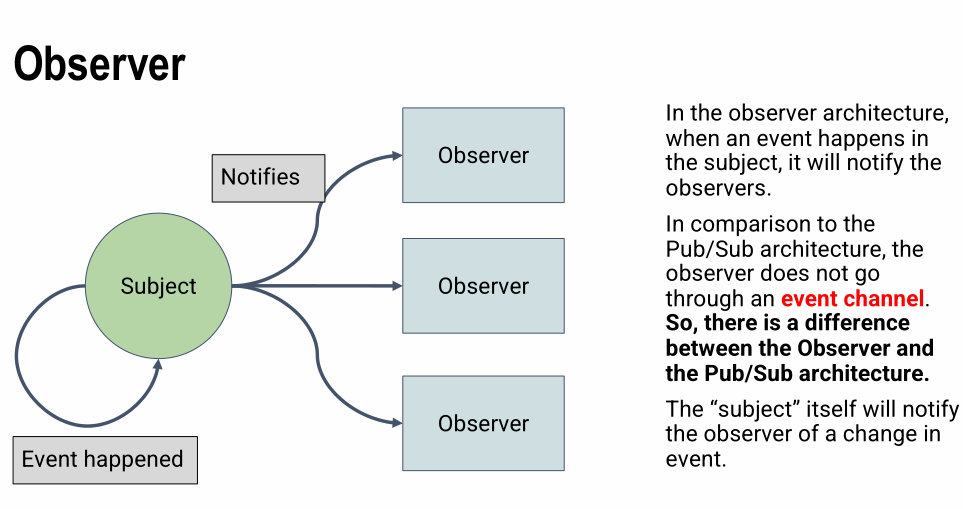 Observer
Notifies
Observer
Subject
Observer
Observer
Event happened
In the observer architecture,
when an event happens in
the subject, it will notify the
observers.
In comparison to the
Pub/Sub architecture, the
observer does not go
through an event channel.
So, there is a difference
between the Observer and
the Pub/Sub architecture.
The “subject” itself will notify
the observer of a change in
event.